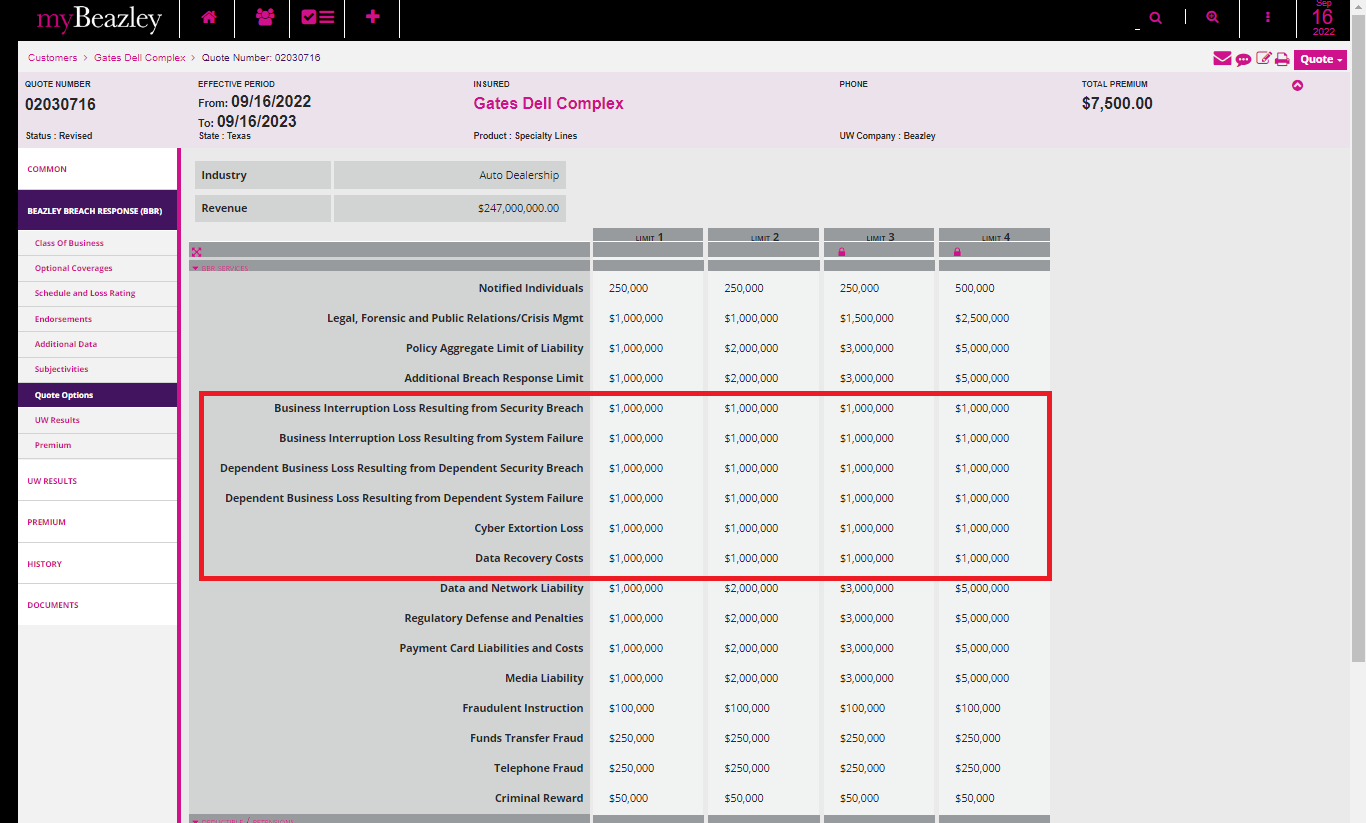 myBeazley
Sep
16
2022
Customers > Gates Dell Complex > Quote Number: 02030716
Quote
QUOTE NUMBER
02030716
Status : Revised
EFFECTIVE PERIOD
From: 09/16/2022
To: 09/16/2023
State : Texas
INSURED
Gates Dell Complex
Product : Specialty Lines
PHONE
UW Company : Beazley
TOTAL PREMIUM
$7,500.00
COMMON
BEAZLEY BREACH RESPONSE (BBR)
Class Of Business
Optional Coverages
Schedule and Loss Rating
Endorsements
Additional Data
Subjectivities
Quote Options
UW Results
Premium
UW RESULTS
PREMIUM
HISTORY
DOCUMENTS
Industry Auto Dealership
Revenue $247,000,000.00
LIMIT 1 LIMIT 2 LIMIT 3 LIMIT 4
BBR SERVICES
Notified Individuals 250,000 250,000 250,000 500,000
Legal, Forensic and Public Relations/Crisis Mgmt $1,000,000 $1,000,000 $1,500,000 $2,500,000
Policy Aggregate Limit of Liability $1,000,000 $2,000,000 $3,000,000 $5,000,000
Additional Breach Response Limit $1,000,000 $2,000,000 $3,000,000 $5,000,000
Business Interruption Loss Resulting from Security Breach $1,000,000 $1,000,000 $1,000,000 $1,000,000
Business Interruption Loss Resulting from System Failure $1,000,000 $1,000,000 $1,000,000 $1,000,000
Dependent Business Loss Resulting from Dependent Security Breach $1,000,000 $1,000,000 $1,000,000 $1,000,000
Dependent Business Loss Resulting from Dependent System Failure $1,000,000 $1,000,000 $1,000,000 $1,000,000
Cyber Extortion Loss $1,000,000 $1,000,000 $1,000,000 $1,000,000
Data Recovery Costs $1,000,000 $1,000,000 $1,000,000 $1,000,000
Data and Network Liability $1,000,000 $2,000,000 $3,000,000 $5,000,000
Regulatory Defense and Penalties $1,000,000 $2,000,000 $3,000,000 $5,000,000
Payment Card Liabilities and Costs $1,000,000 $2,000,000 $3,000,000 $5,000,000
Media Liability $1,000,000 $2,000,000 $3,000,000 $5,000,000
Fraudulent Instruction $100,000 $100,000 $100,000 $100,000
Funds Transfer Fraud $250,000 $250,000 $250,000 $250,000
Telephone Fraud $250,000 $250,000 $250,000 $250,000
Criminal Reward $50,000 $50,000 $50,000 $50,000